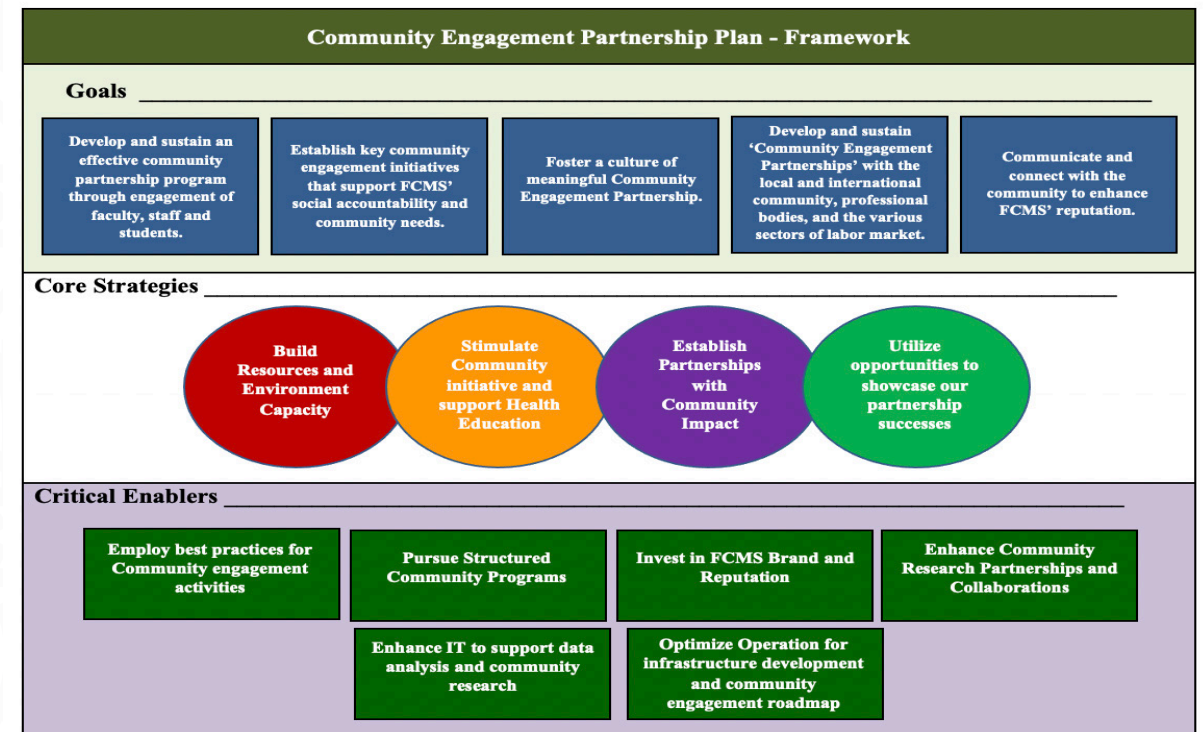 Community Engagement Partnership Plan - Framework
Goals
Develop and sustain an
effective community
partnership program
through engagement of
faculty, staff and
students.
Establish key community
engagement initiatives
that support FCMS’
social accountability and
community needs.
Foster a culture of
meaningful Community
Engagement Partnership.
Develop and sustain
‘Community Engagement
Partnerships’ with the
local and international
community, professional
bodies, and the various
sectors of labor market.
Communicate and
connect with the
community to enhance
FCMS’ reputation.
Core Strategies
Build
Resources and
Environment
Capacity
Stimulate
Community
initiative and
support Health
Education
Establish
Partnerships
with
Community
Impact
Utilize
opportunities to
showcase our
partnership
successes
Critical Enablers
Employ best practices for
Community engagement
activities
Pursue Structured
Community Programs
Invest in FCMS Brand and
Reputation
Enhance Community
Research Partnerships and
Collaborations
Enhance IT to support data
analysis and community
research
Optimize Operation for
infrastructure development
and community
engagement roadmap